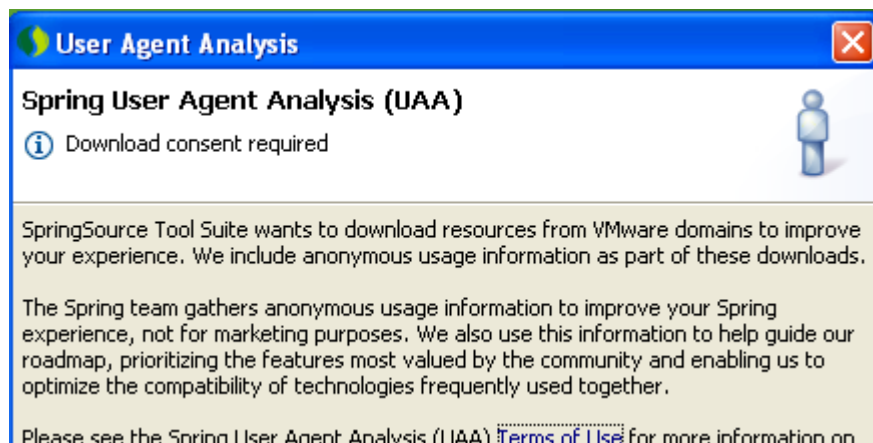 User Agent Analysis
Spring User Agent Analysis (UAA)
Download consent required
SpringSource Tool Suite wants to download resources from VMware domains to improve
your experience. We include anonymous usage information as part of these downloads.
The Spring team gathers anonymous usage information to improve your Spring
experience, not for marketing purposes. We also use this information to help guide our
roadmap, prioritizing the features most valued by the community and enabling us to
optimize the compatibility of technologies frequently used together.
Please see the Spring User Agent Analysis (UAA) Terms of Use for more information on